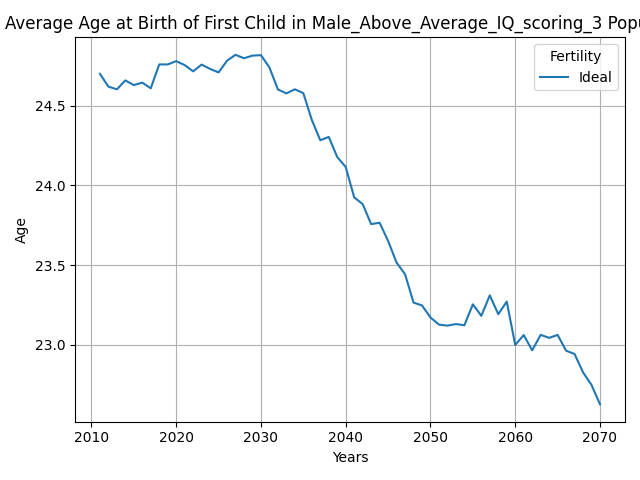 Average Age at Birth of First Child in Male_Above_Average_IQ_scoring_3
Fertility
Ideal
24.5
24.0
23.5
23.0
Age
2010 2020 2030 2040 2050 2060 2070
Years